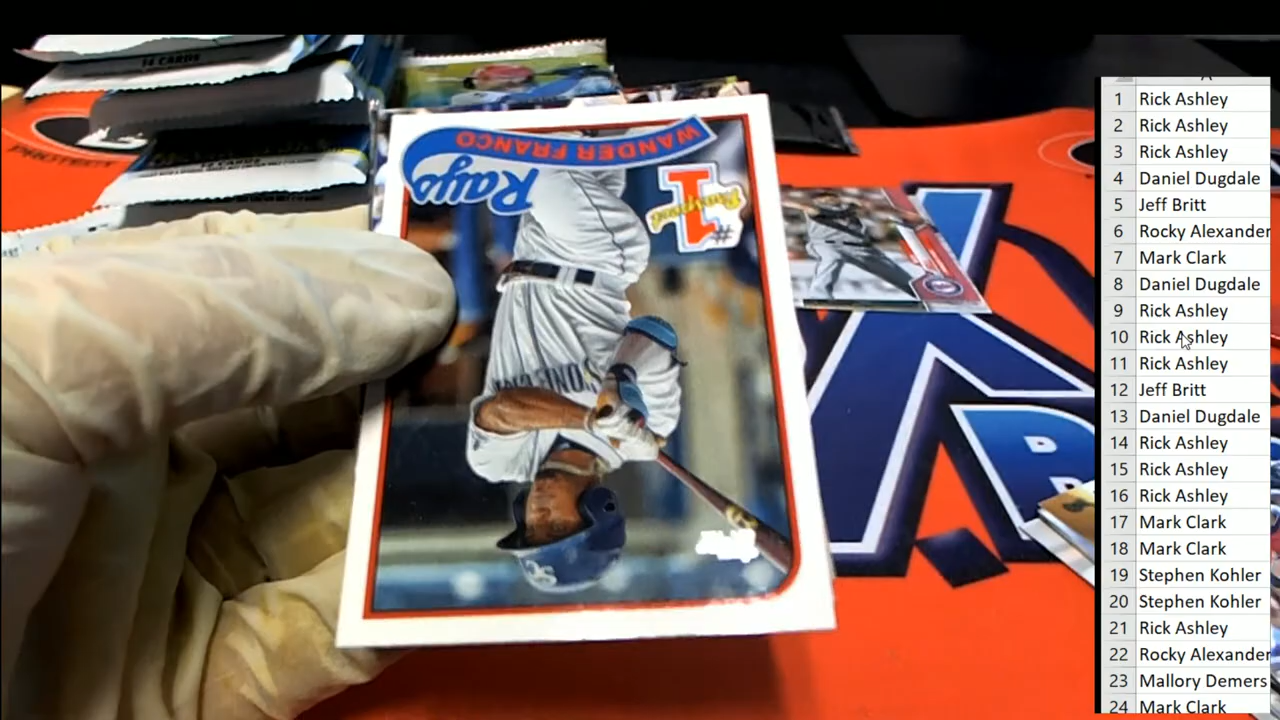 14 CARDS
WANDER FRANCO
Rays
#1
Prospect
A
1 Rick Ashley
2 Rick Ashley
3 Rick Ashley
4 Daniel Dugdale
5 Jeff Britt
6 Rocky Alexander
7 Mark Clark
8 Daniel Dugdale
9 Rick Ashley
10 Rick Ashley
11 Rick Ashley
12 Jeff Britt
13 Daniel Dugdale
14 Rick Ashley
15 Rick Ashley
16 Rick Ashley
17 Mark Clark
18 Mark Clark
19 Stephen Kohler
20 Stephen Kohler
21 Rick Ashley
22 Rocky Alexander
23 Mallory Demers
24 Mark Clark